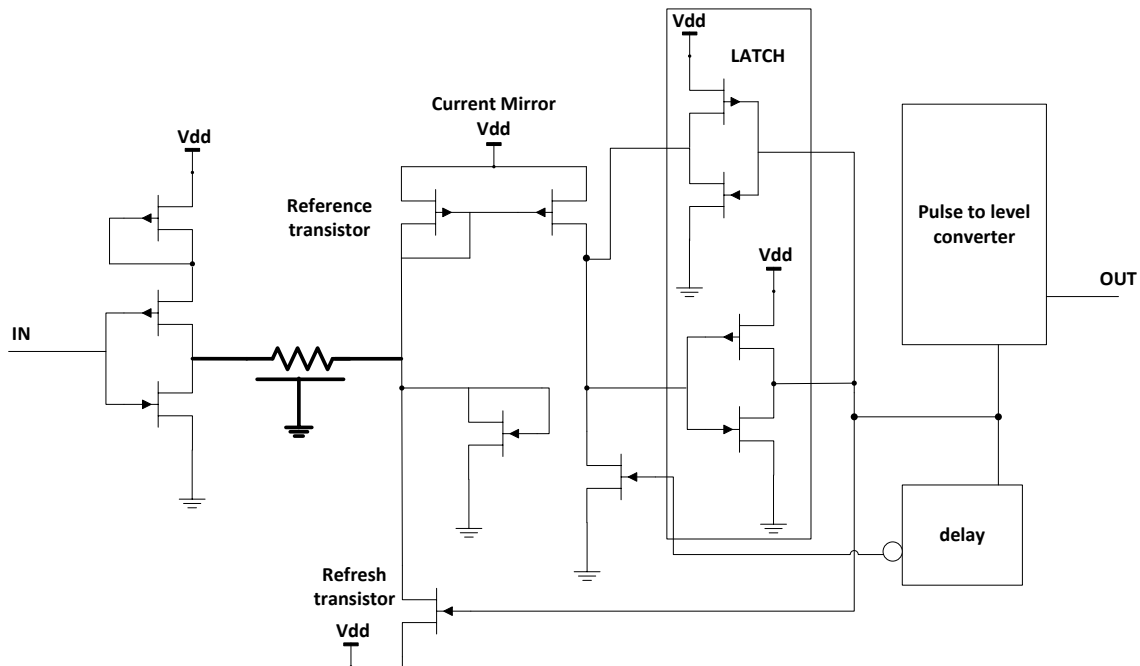 Vdd
LATCH
Current Mirror
Vdd
Vdd
Reference
transistor
Pulse to level
converter
Vdd
OUT
IN
delay
Refresh
transistor
Vdd